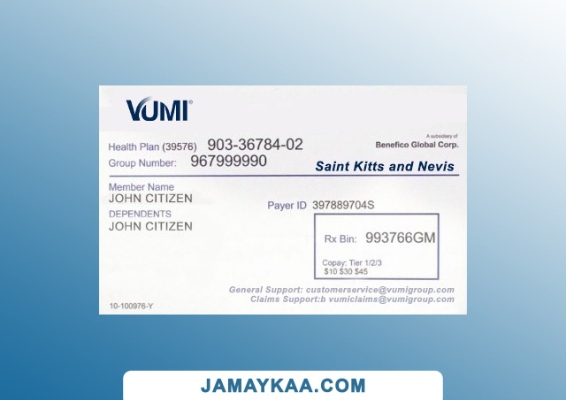 VUMI®
A subsidiary of
Benefico Global Corp.
Health Plan (39576) 903-36784-02
Group Number: 967999990
Saint Kitts and Nevis
Member Name
JOHN CITIZEN
DEPENDENTS
JOHN CITIZEN
Payer ID 397889704S
Rx Bin: 993766GM
Copay: Tier 1/2/3
$10 $30 $45
General Support: customerservice@vumigroup.com
Claims Support:b vumiclaims@vumigroup.com
10-100976-Y
JAMAYKAA.COM